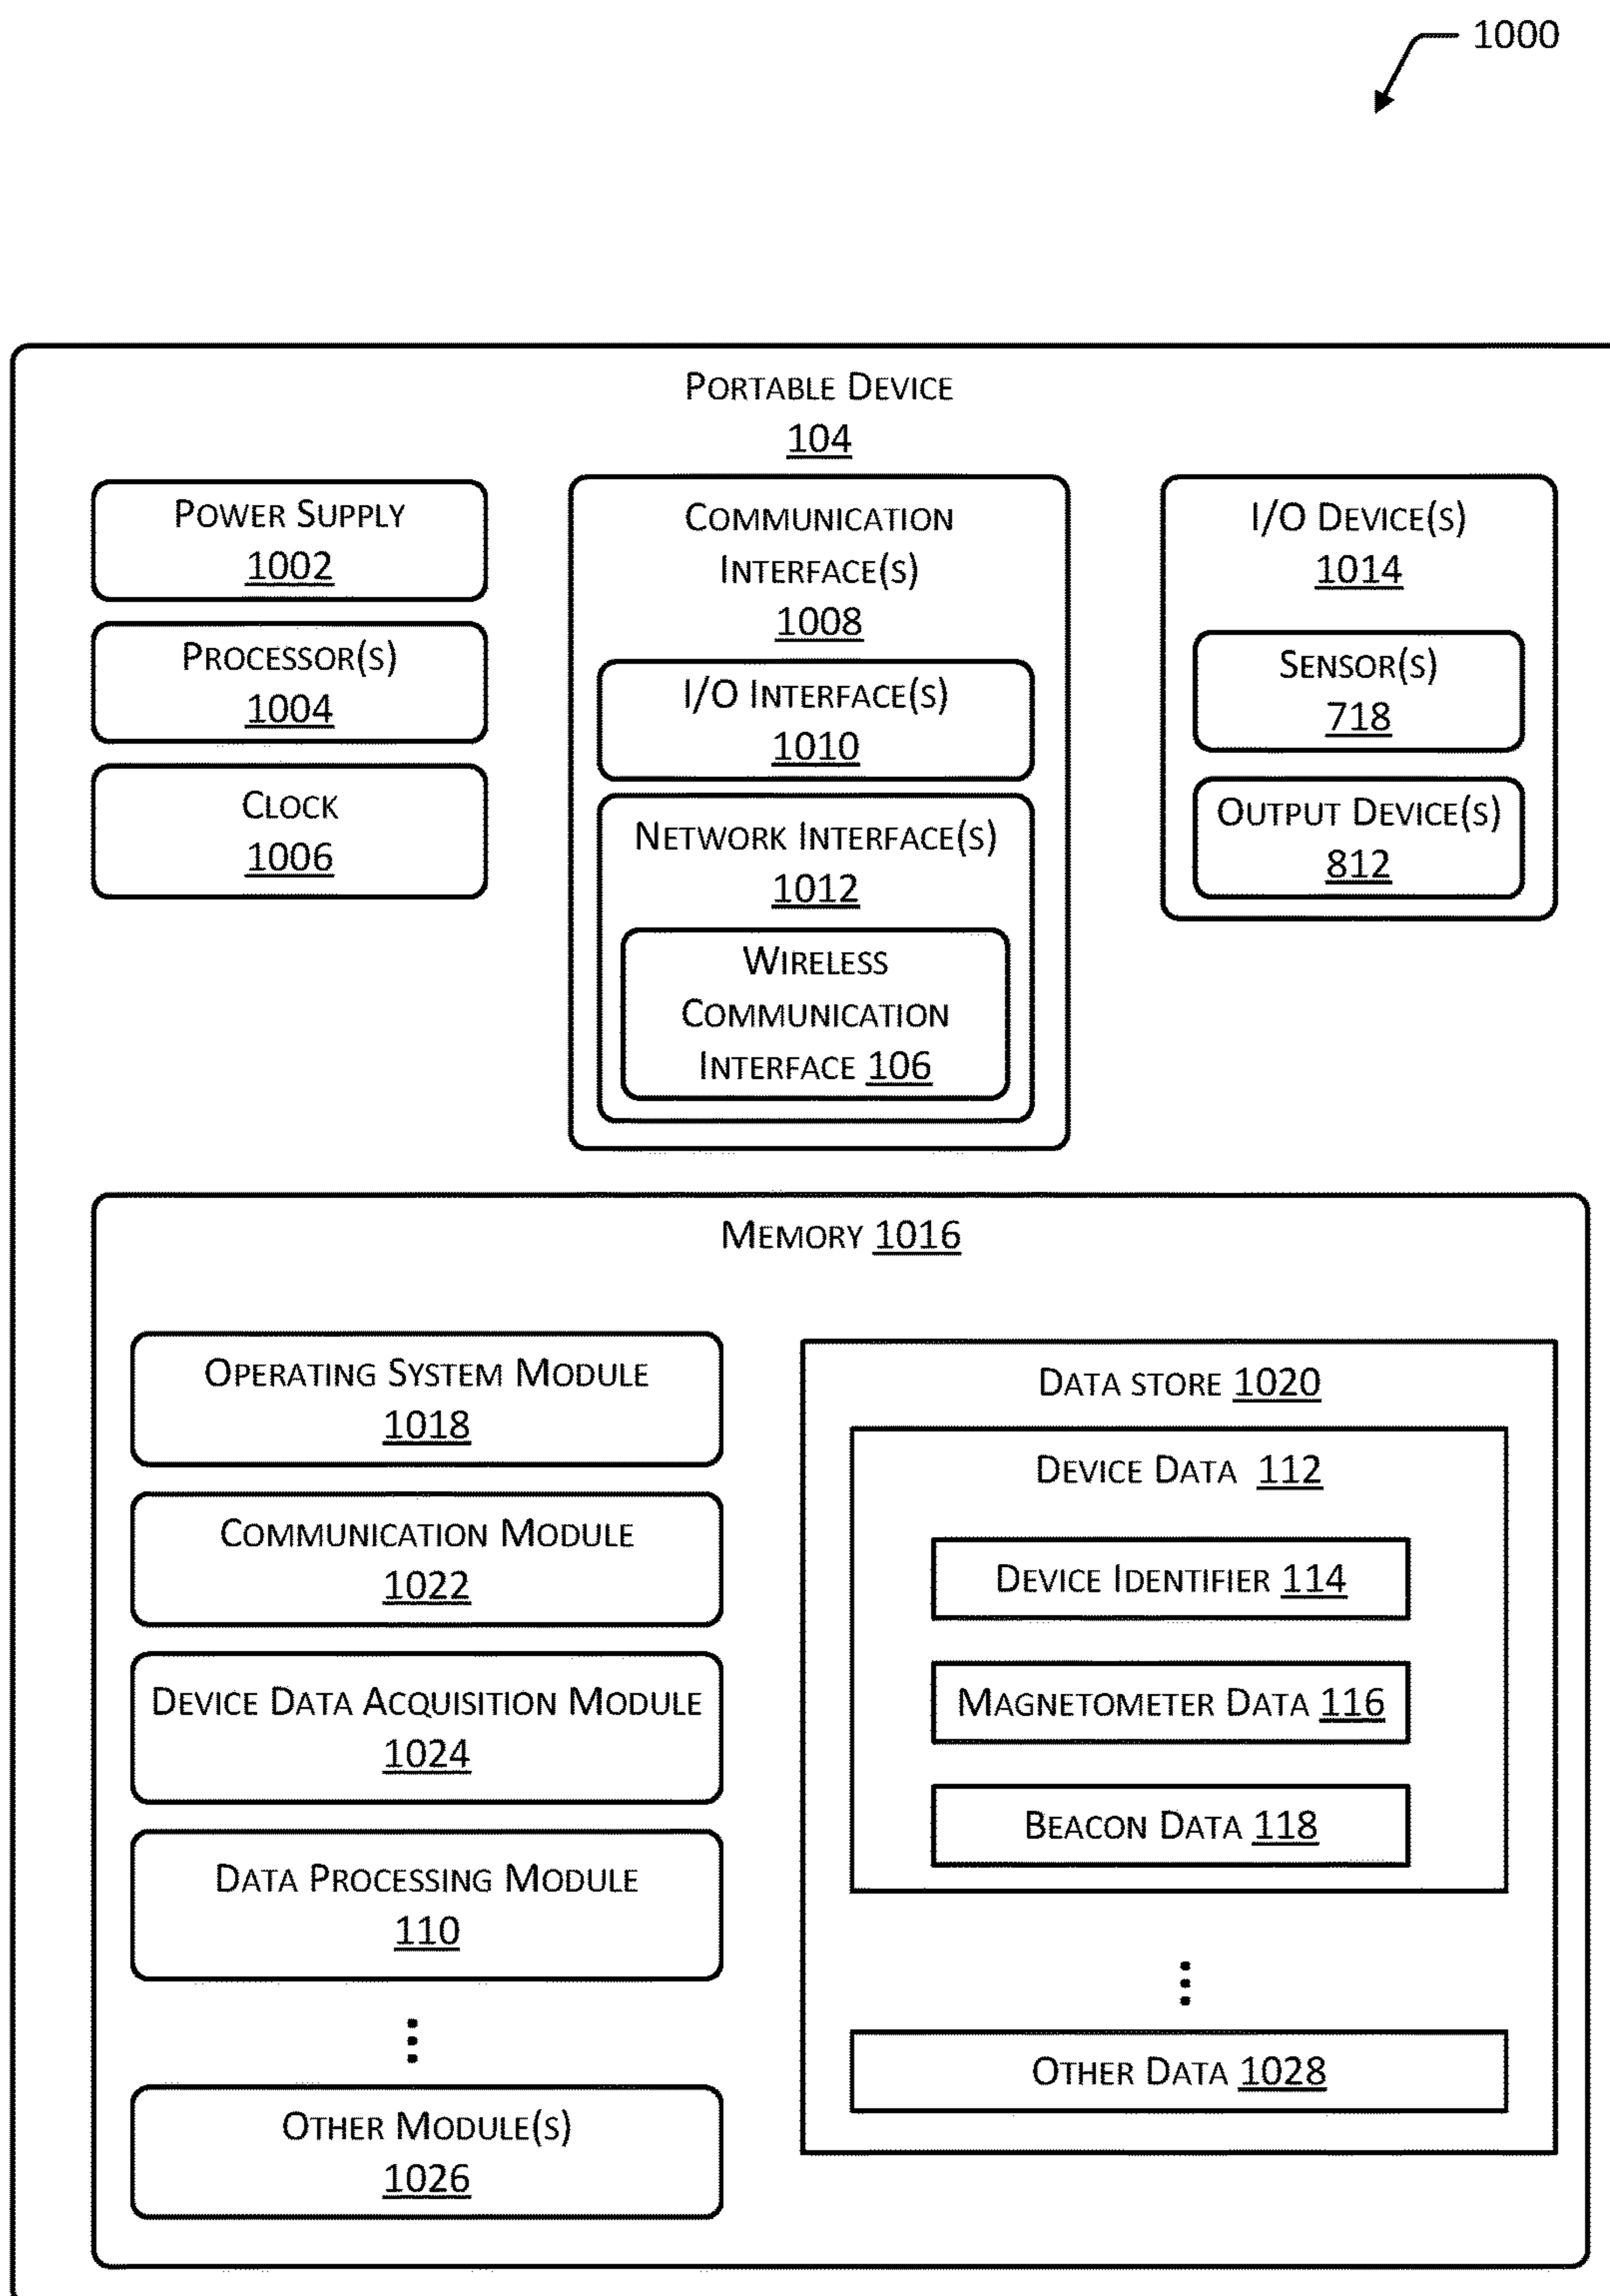 1000
PORTABLE DEVICE
104
POWER SUPPLY
1002
PROCESSOR(S)
1004
CLOCK
1006
COMMUNICATION
INTERFACE(S)
1008
I/O INTERFACE(S)
1010
NETWORK INTERFACE(S)
1012
WIRELESS
COMMUNICATION
INTERFACE 106
I/O DEVICE(S)
1014
SENSOR(S)
718
OUTPUT DEVICE(S)
812
MEMORY 1016
OPERATING SYSTEM MODULE
1018
COMMUNICATION MODULE
1022
DEVICE DATA ACQUISITION MODULE
1024
DATA PROCESSING MODULE
110
OTHER MODULE(S)
1026
DATA STORE 1020
DEVICE DATA 112
DEVICE IDENTIFIER 114
MAGNETOMETER DATA 116
BEACON DATA 118
OTHER DATA 1028